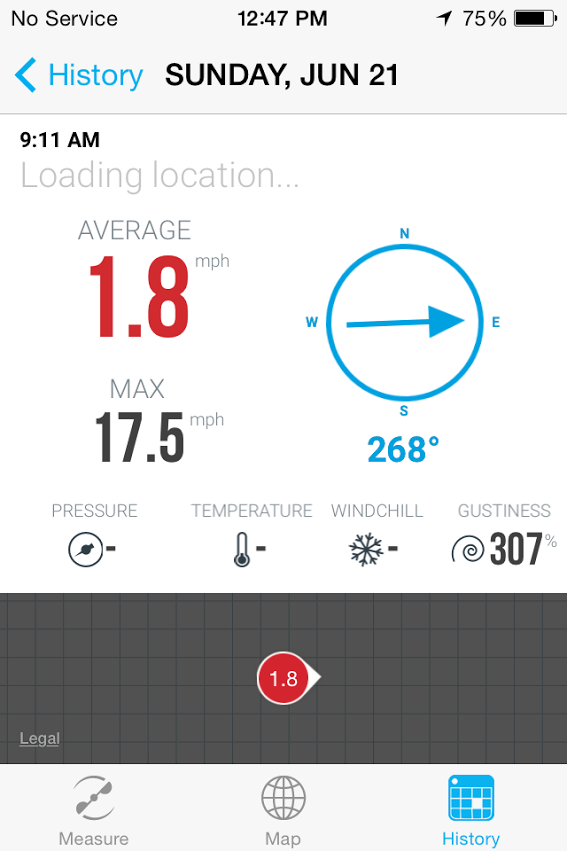 No Service 12:47 PM 75%
History SUNDAY, JUN 21
9:11 AM
Loading location...
AVERAGE
1.8 mph
MAX
17.5 mph
N
W E
S
268°
PRESSURE TEMPERATURE WINDCHILL GUSTINESS
- - - 307%
1.8
Legal
Measure Map History